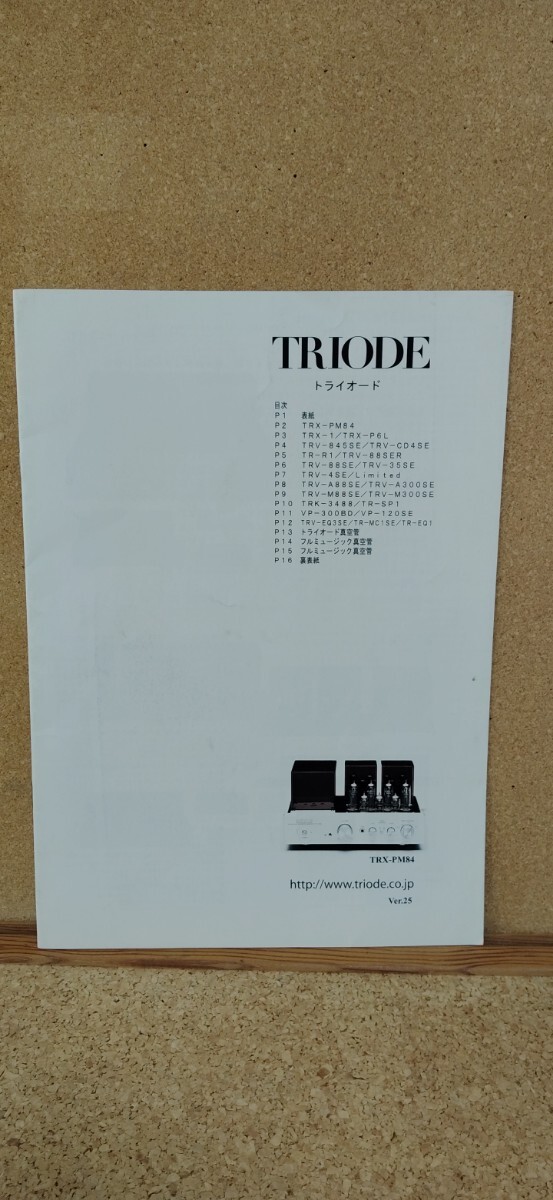 TRIODE
トライオード
目次
P1 表紙
P2 TRX-PM84
P3 TRX-1/TRX-P6L
P4 TRV-845SE/TRV-CD4SE
P5 TR-R1/TRV-88SER
P6 TRV-88SE/TRV-35SE
P7 TRV-4SE/Limited
P8 TRV-A88SE/TRV-A300SE
P9 TRV-M88SE/TRV-M300SE
P10 TRK-3488/TR-SP1
P11 VP-300BD/VP-120SE
P12 TRV-EQ3SE/TR-MC1SE/TR-EQ1
P13 トライオード真空管
P14 フルミュージック真空管
P15 フルミュージック真空管
P16 裏表紙
TRX-PM84
http://www.triode.co.jp
Ver.25